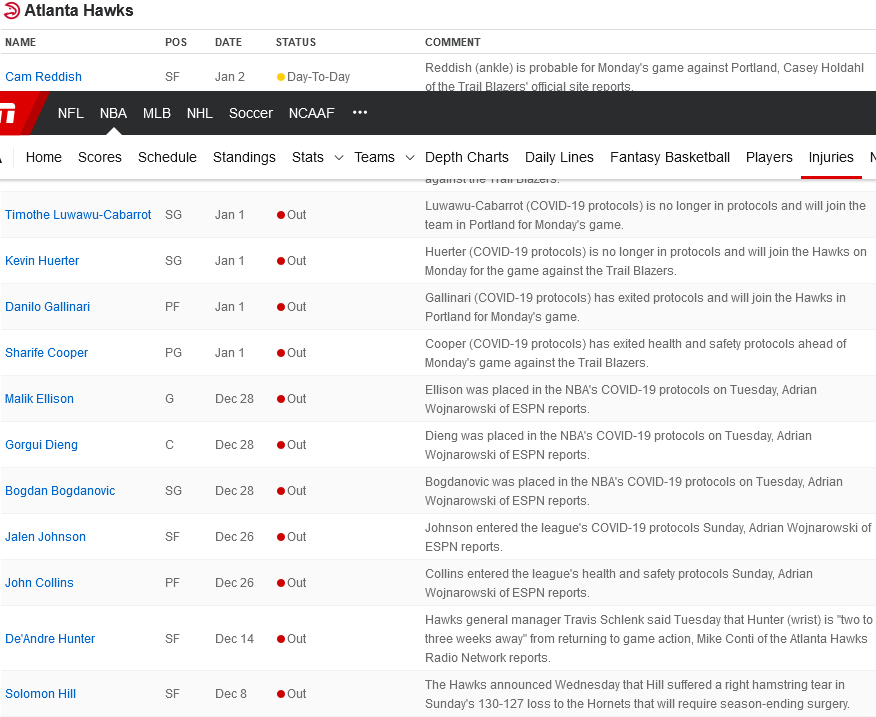 Atlanta Hawks
NAME POS DATE STATUS COMMENT
Cam Reddish SF Jan 2 Day-To-Day Reddish (ankle) is probable for Monday's game against Portland, Casey Holdahl
of the Trail Blazers' official site reports.
NFL NBA MLB NHL Soccer NCAAF ···
Home Scores Schedule Standings Stats Teams Depth Charts Daily Lines Fantasy Basketball Players Injuries N
against the Trail Blazers.
Timothe Luwawu-Cabarrot SG Jan 1 Out Luwawu-Cabarrot (COVID-19 protocols) is no longer in protocols and will join the
team in Portland for Monday's game.
Kevin Huerter SG Jan 1 Out Huerter (COVID-19 protocols) is no longer in protocols and will join the Hawks on
Monday for the game against the Trail Blazers.
Danilo Gallinari PF Jan 1 Out Gallinari (COVID-19 protocols) has exited protocols and will join the Hawks in
Portland for Monday's game.
Sharife Cooper PG Jan 1 Out Cooper (COVID-19 protocols) has exited health and safety protocols ahead of
Monday's game against the Trail Blazers.
Malik Ellison G Dec 28 Out Ellison was placed in the NBA's COVID-19 protocols on Tuesday, Adrian
Wojnarowski of ESPN reports.
Gorgui Dieng C Dec 28 Out Dieng was placed in the NBA's COVID-19 protocols on Tuesday, Adrian
Wojnarowski of ESPN reports.
Bogdan Bogdanovic SG Dec 28 Out Bogdanovic was placed in the NBA's COVID-19 protocols on Tuesday, Adrian
Wojnarowski of ESPN reports.
Jalen Johnson SF Dec 26 Out Johnson entered the league's COVID-19 protocols Sunday, Adrian Wojnarowski of
ESPN reports.
John Collins PF Dec 26 Out Collins entered the league's health and safety protocols Sunday, Adrian
Wojnarowski of ESPN reports.
De'Andre Hunter SF Dec 14 Out Hawks general manager Travis Schlenk said Tuesday that Hunter (wrist) is "two to
three weeks away" from returning to game action, Mike Conti of the Atlanta Hawks
Radio Network reports.
Solomon Hill SF Dec 8 Out The Hawks announced Wednesday that Hill suffered a right hamstring tear in
Sunday's 130-127 loss to the Hornets that will require season-ending surgery.